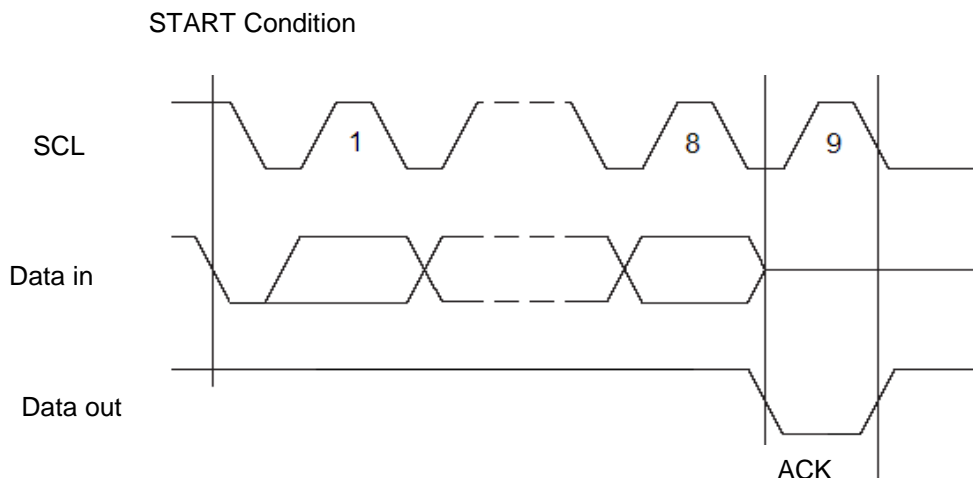 START Condition
SCL
1
8
9
Data in
Data out
ACK